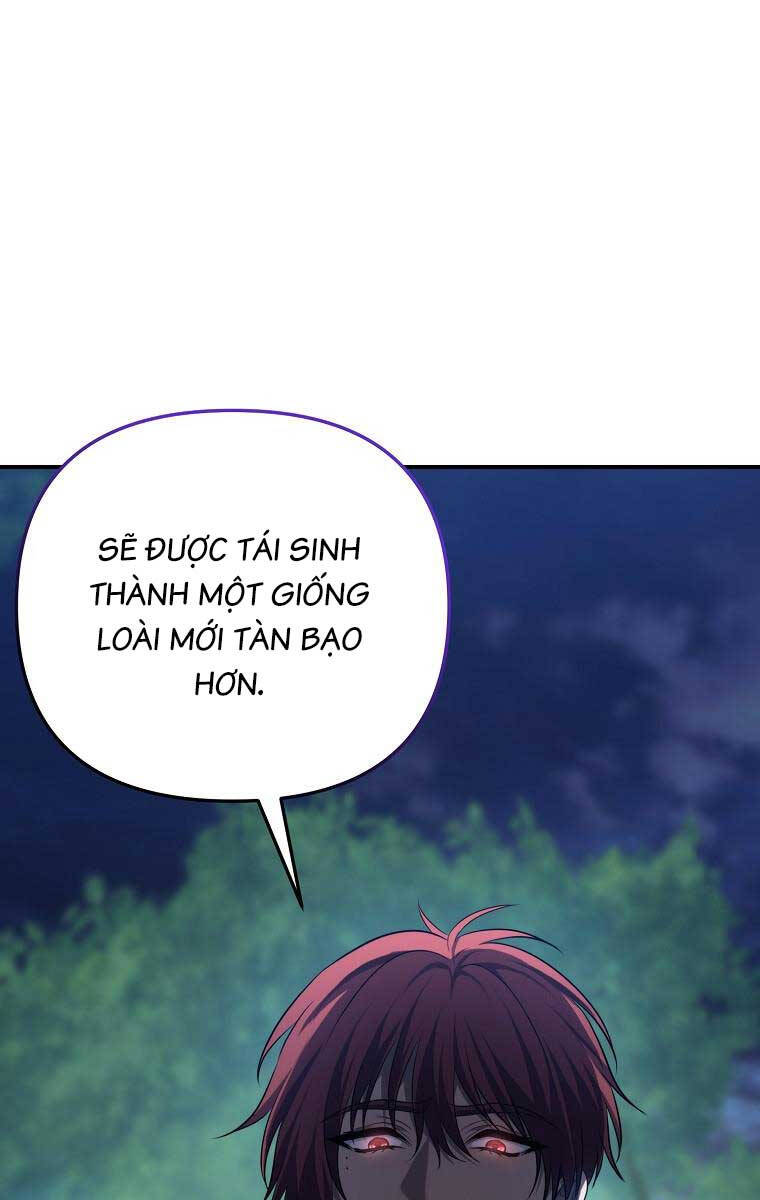 SẼ ĐƯỢC TÁI SINH
THÀNH MỘT GIỐNG
LOÀI MỚI TÀN BẠO
HƠN.